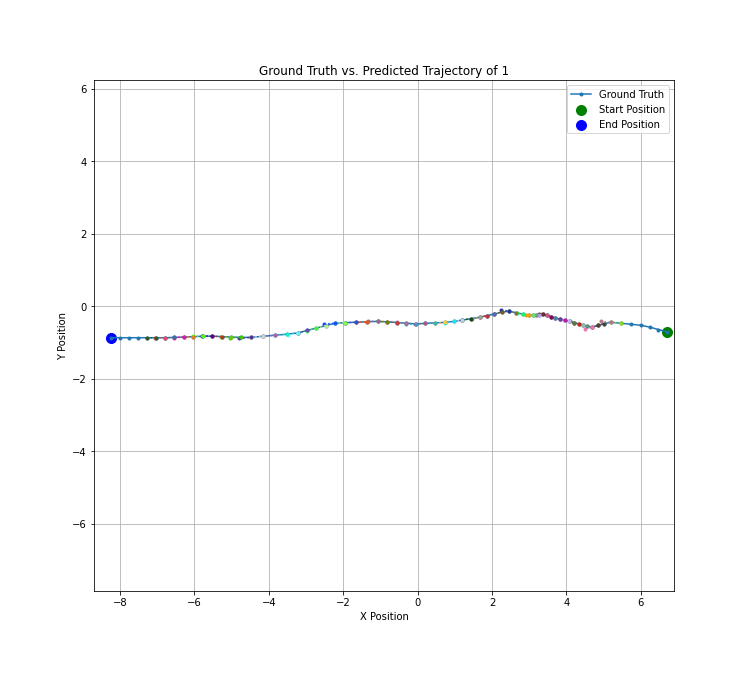 Ground Truth vs. Predicted Trajectory of 1
Ground Truth
Start Position
End Position
6
4
2
0
−2
−4
−6
Y Position
−8 −6 −4 −2 0 2 4 6
X Position